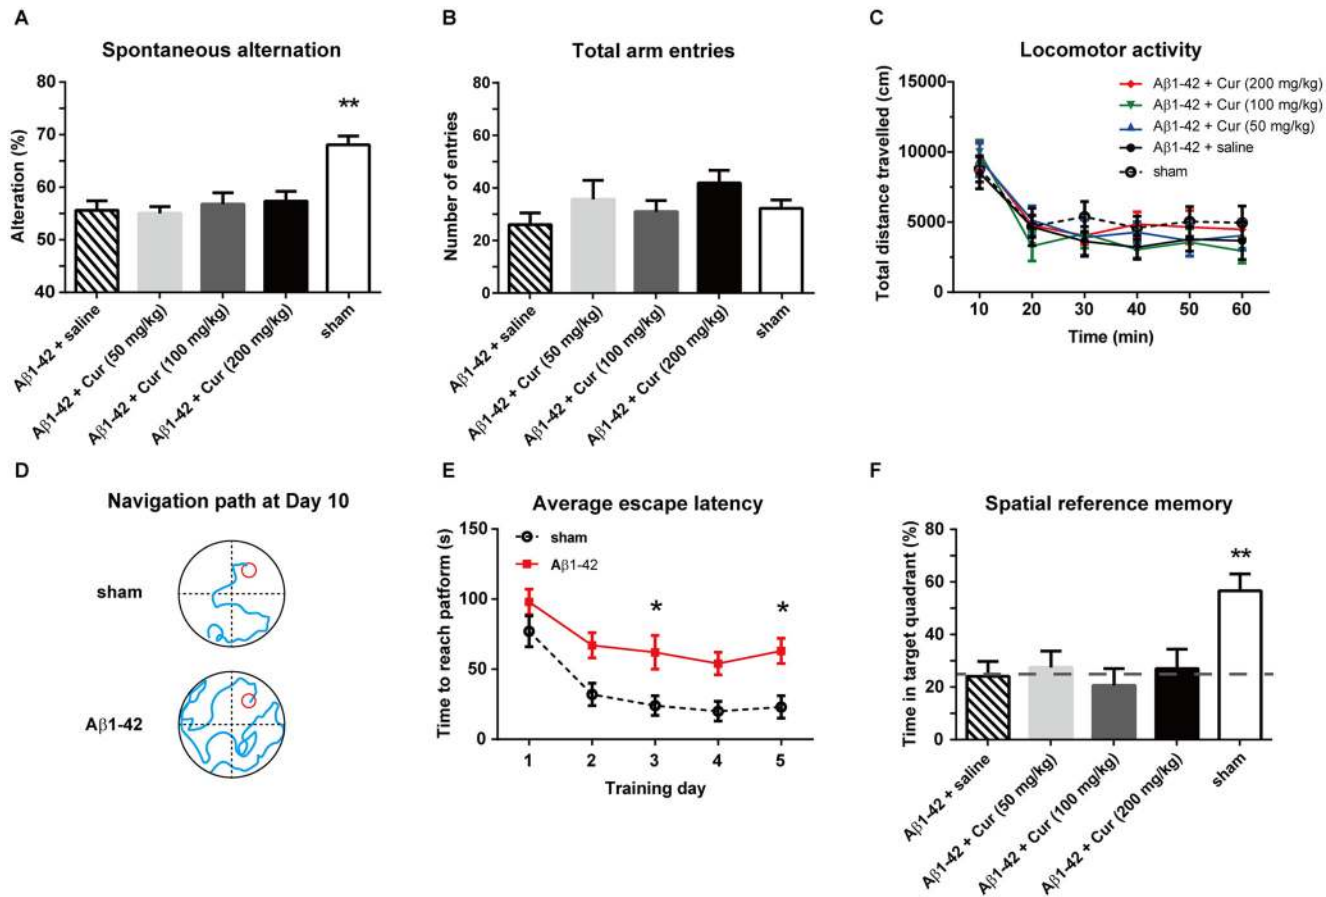 A
Spontaneous alternation
Alteration (%)
80
70
60
50
40
**
Aβ1-42 + saline
Aβ1-42 + Cur (50 mg/kg)
Aβ1-42 + Cur (100 mg/kg)
Aβ1-42 + Cur (200 mg/kg)
sham
B
Total arm entries
Number of entries
80
60
40
20
0
Aβ1-42 + saline
Aβ1-42 + Cur (50 mg/kg)
Aβ1-42 + Cur (100 mg/kg)
Aβ1-42 + Cur (200 mg/kg)
sham
C
Locomotor activity
Total distance travelled (cm)
15000
10000
5000
0
Aβ1-42 + Cur (200 mg/kg)
Aβ1-42 + Cur (100 mg/kg)
Aβ1-42 + Cur (50 mg/kg)
Aβ1-42 + saline
sham
10 20 30 40 50 60
Time (min)
D
Navigation path at Day 10
sham
Aβ1-42
E
Average escape latency
Time to reach patform (s)
150
100
50
0
sham
Aβ1-42
* *
1 2 3 4 5
Training day
F
Spatial reference memory
Time in target quadrant (%)
80
60
40
20
0
**
Aβ1-42 + saline
Aβ1-42 + Cur (50 mg/kg)
Aβ1-42 + Cur (100 mg/kg)
Aβ1-42 + Cur (200 mg/kg)
sham